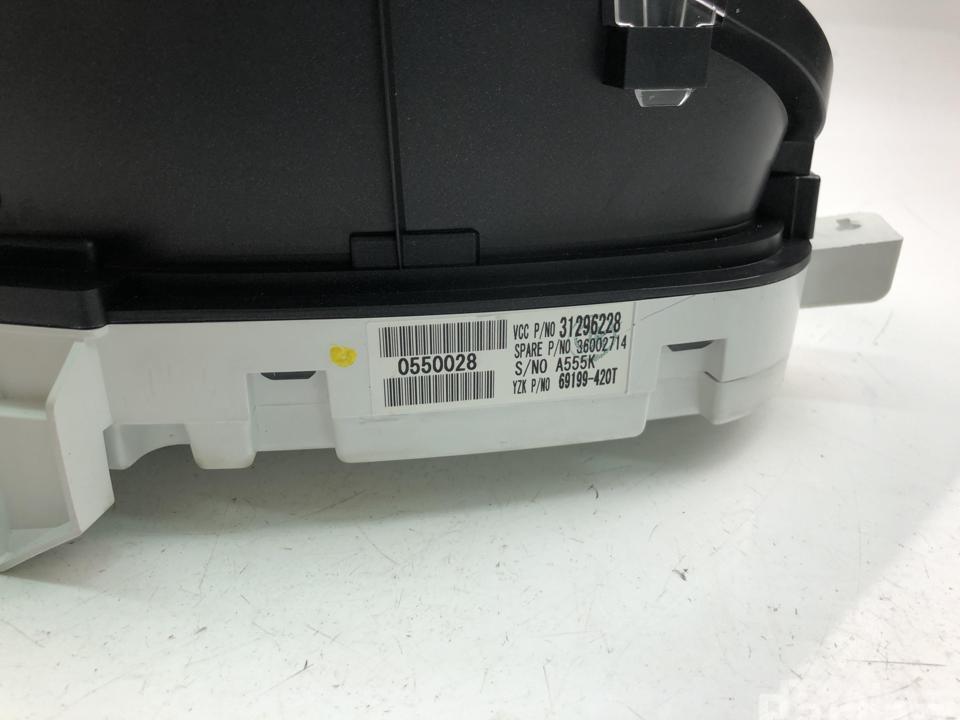 0550028
VCC P/NO 31296228
SPARE P/NO 36002714
S/NO A555K
YZK P/NO 69199-420T